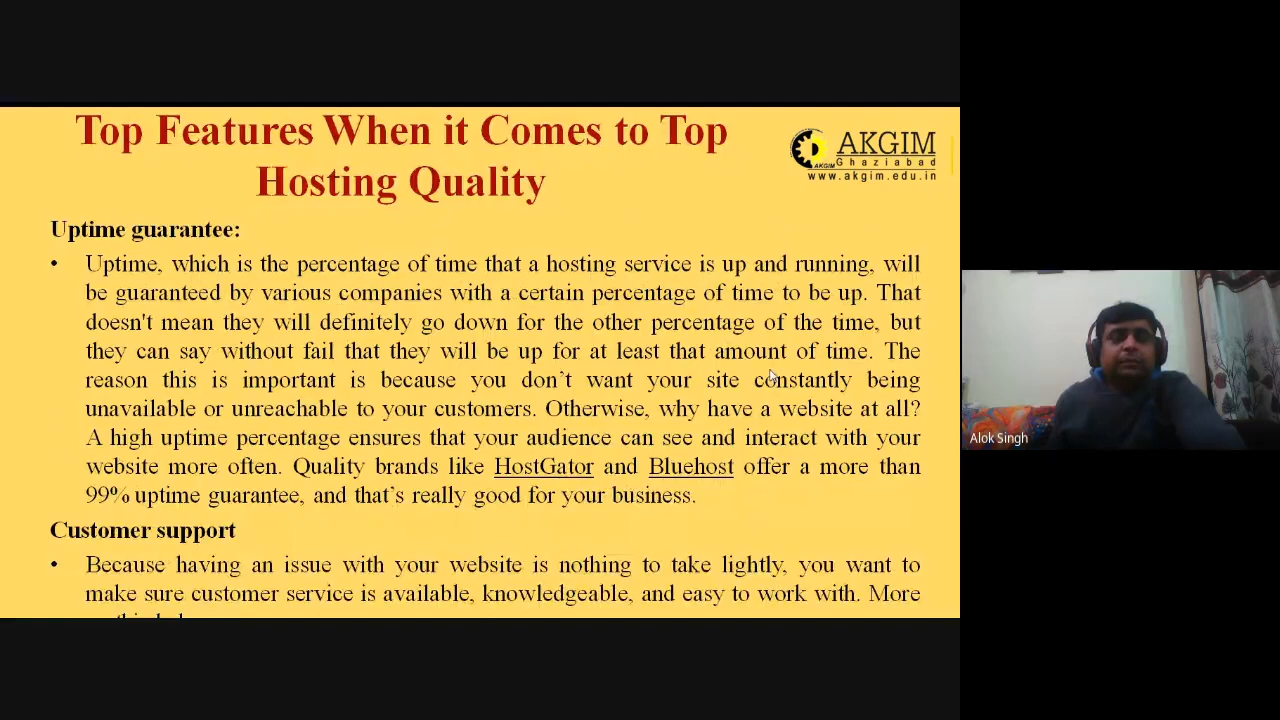 Top Features When it Comes to Top
Hosting Quality
AKGIM
Ghaziabad
AKGIM
www.akgim.edu.in
Uptime guarantee:
• Uptime, which is the percentage of time that a hosting service is up and running, will
be guaranteed by various companies with a certain percentage of time to be up. That
doesn't mean they will definitely go down for the other percentage of the time, but
they can say without fail that they will be up for at least that amount of time. The
reason this is important is because you don’t want your site constantly being
unavailable or unreachable to your customers. Otherwise, why have a website at all?
A high uptime percentage ensures that your audience can see and interact with your
website more often. Quality brands like HostGator and Bluehost offer a more than
99% uptime guarantee, and that’s really good for your business.
Customer support
• Because having an issue with your website is nothing to take lightly, you want to
make sure customer service is available, knowledgeable, and easy to work with. More
Alok Singh